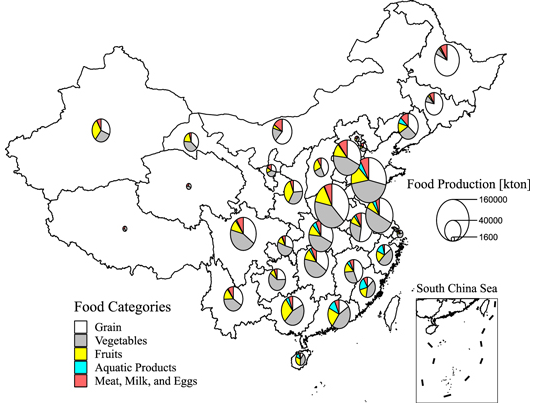 Food Production [kton]
160000
40000
1600
South China Sea
Food Categories
Grain
Vegetables
Fruits
Aquatic Products
Meat, Milk, and Eggs